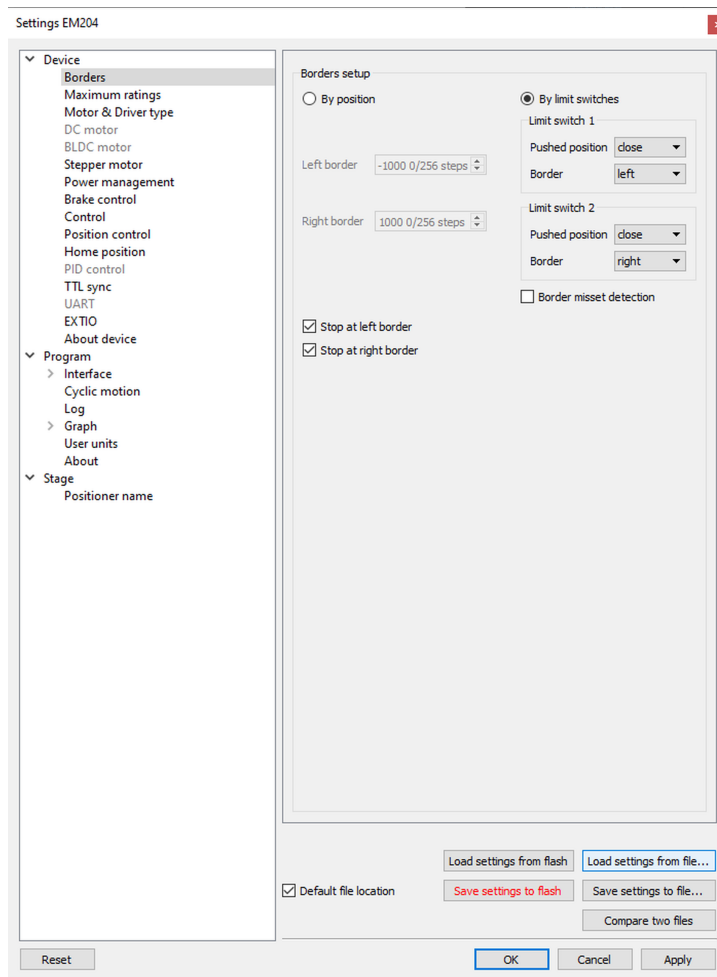 Settings EM204
Device
Borders
Maximum ratings
Motor & Driver type
DC motor
BLDC motor
Stepper motor
Power management
Brake control
Control
Position control
Home position
PID control
TTL sync
UART
EXTIO
About device
Program
Interface
Cyclic motion
Log
Graph
User units
About
Stage
Positioner name
Borders setup
By position
By limit switches
Limit switch 1
Pushed position close
Border left
Left border -1000 0/256 steps
Right border 1000 0/256 steps
Limit switch 2
Pushed position close
Border right
Border misset detection
Stop at left border
Stop at right border
Load settings from flash
Load settings from file...
Default file location
Save settings to flash
Save settings to file...
Compare two files
Reset
OK
Cancel
Apply